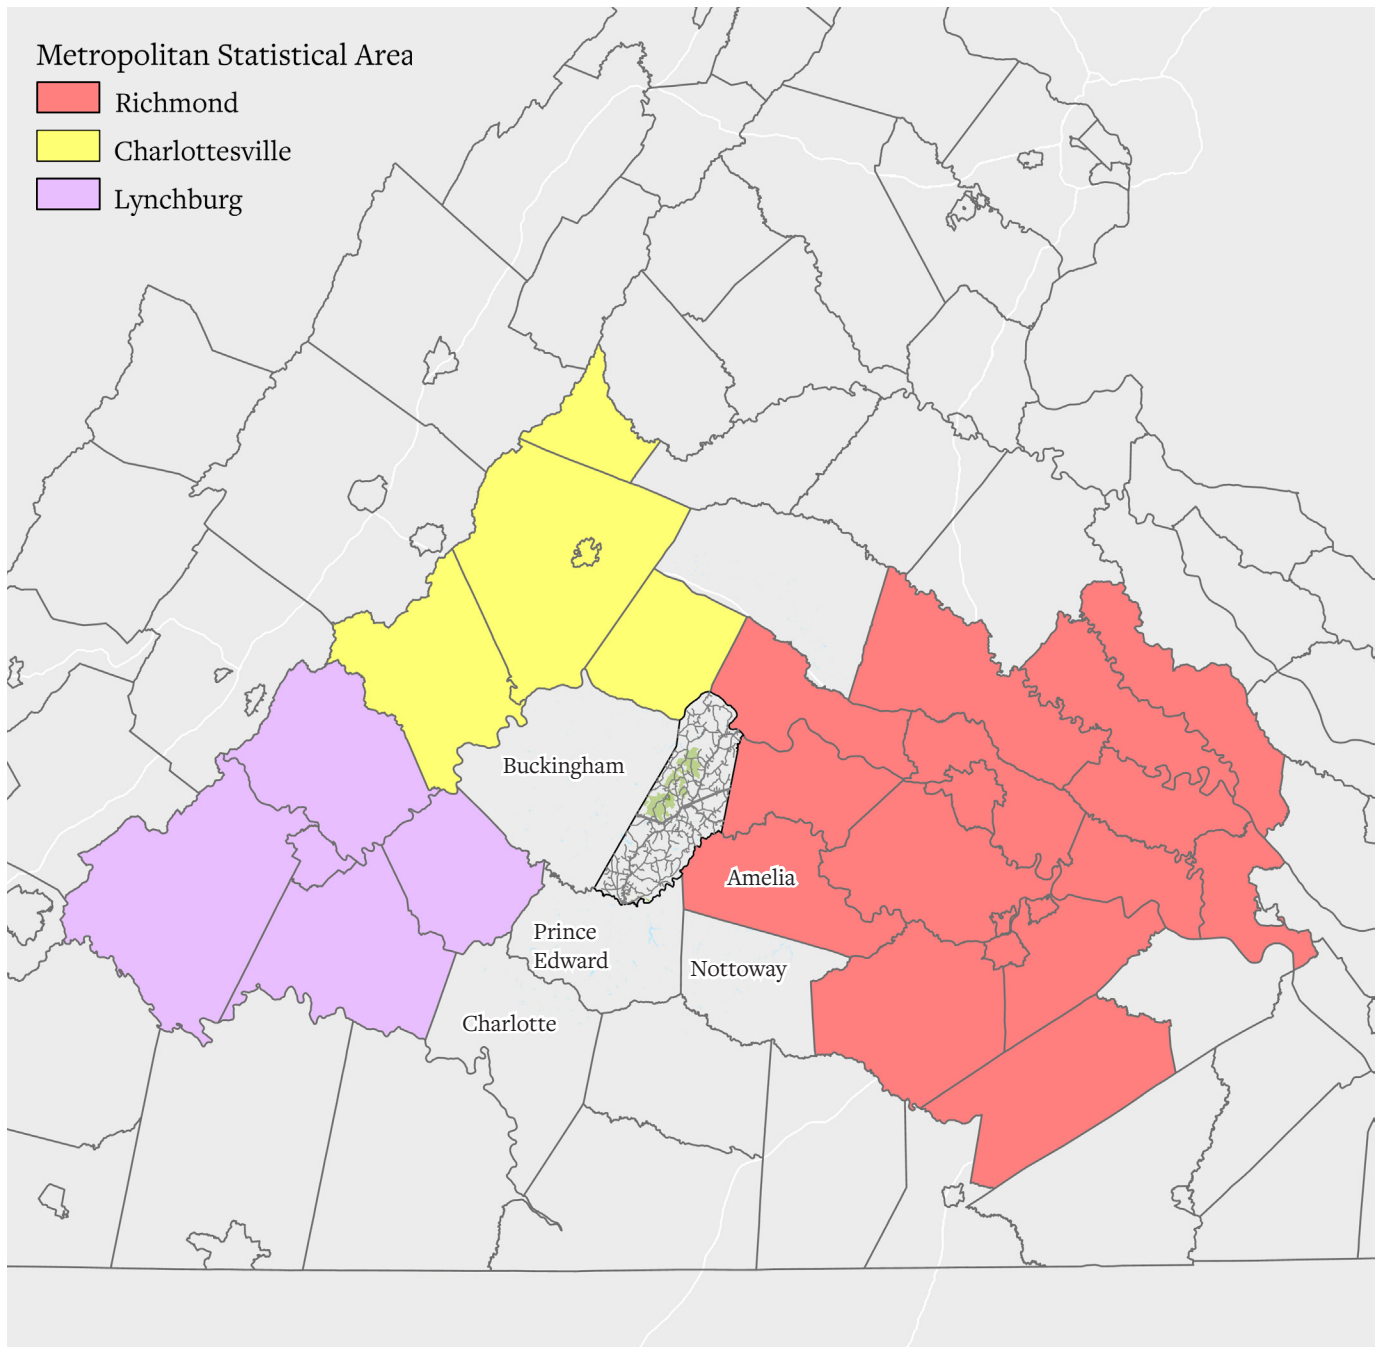 Metropolitan Statistical Area
Richmond
Charlottesville
Lynchburg
Buckingham
Amelia
Prince
Edward
Nottoway
Charlotte